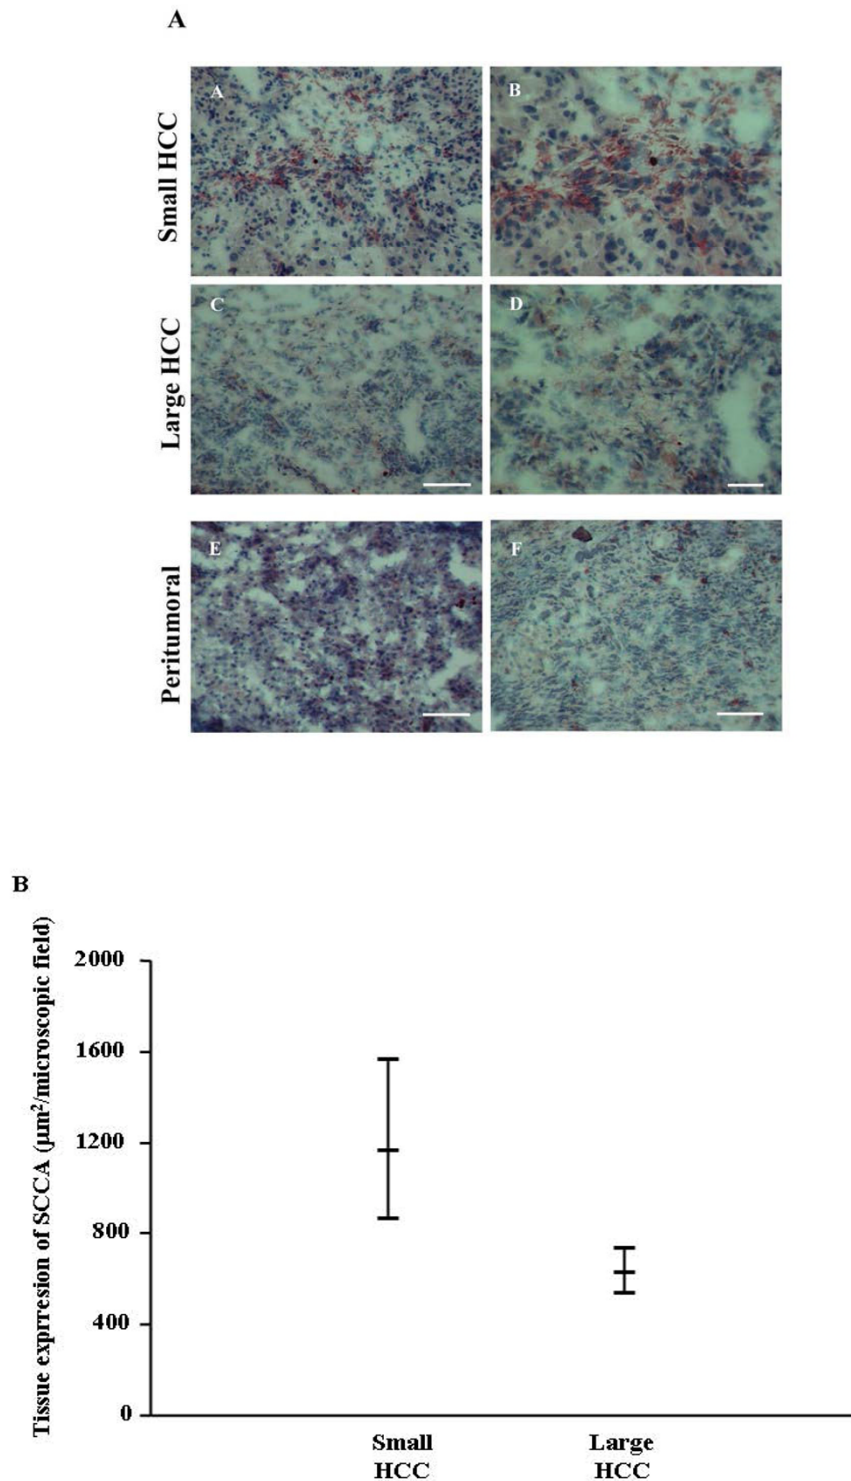 A
Small HCC
A
B
Large HCC
C
D
Peritumoral
E
F
B
Tissue exprresion of SCCA (µm²/microscopic field)
2000
1600
1200
800
400
0
Small
HCC
Large
HCC